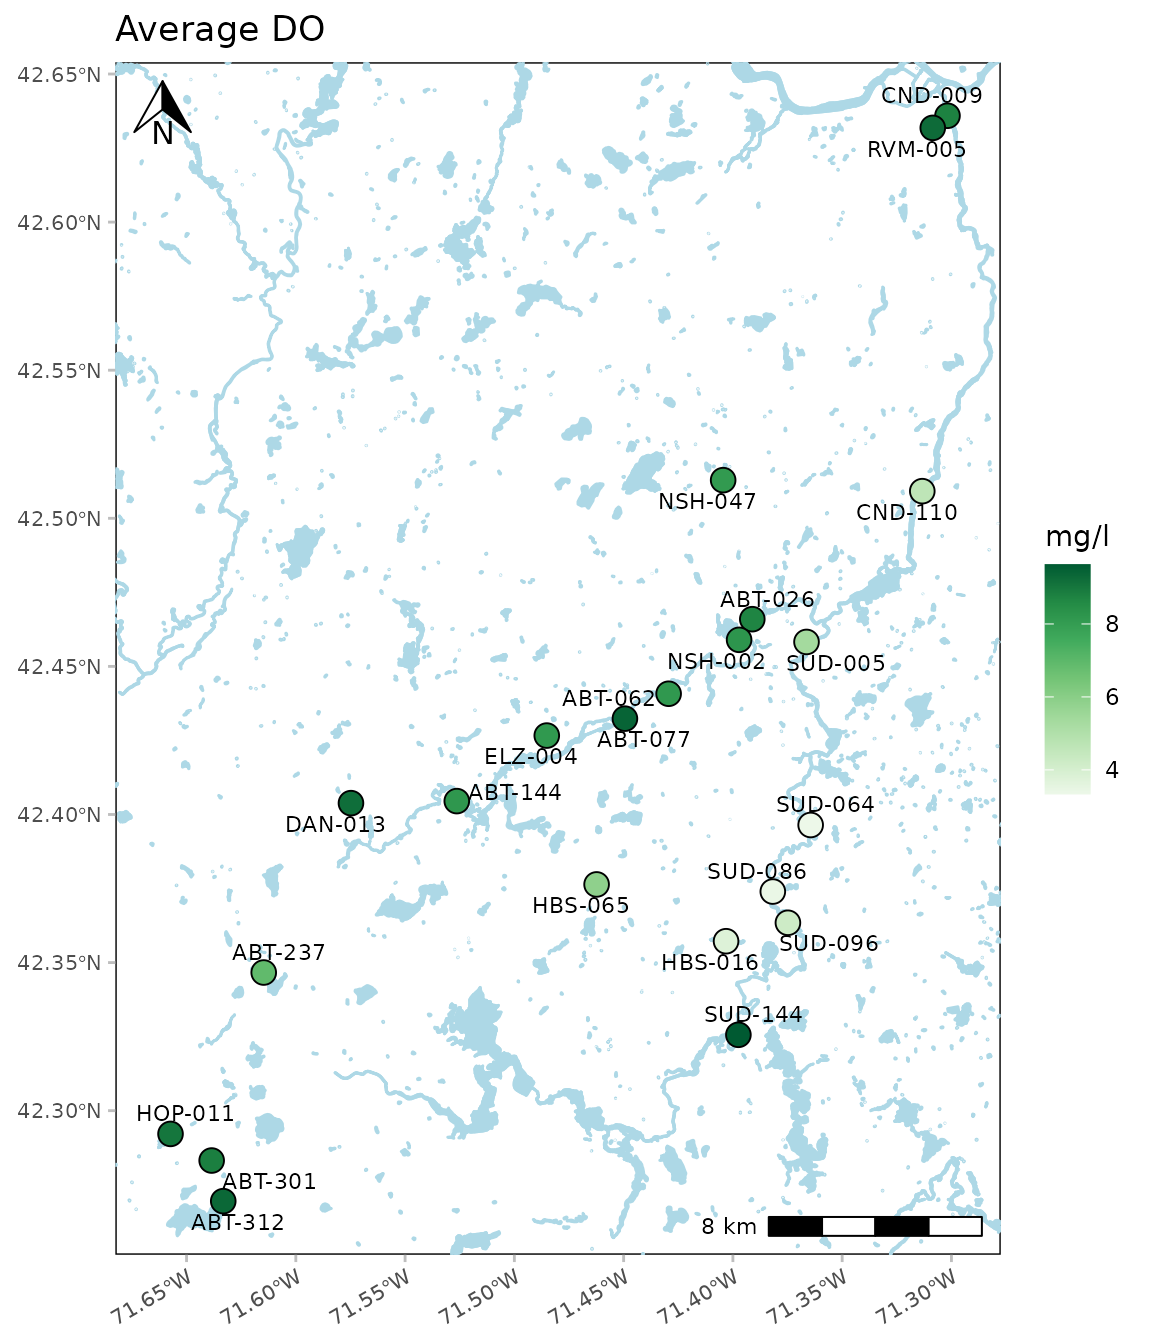 Average DO
42.65°N
42.60°N
42.55°N
42.50°N
42.45°N
42.40°N
42.35°N
42.30°N
N
CND-009
RVM-005
NSH-047
CND-110
ABT-026
NSH-002
SUD-005
ABT-062
ABT-077
ELZ-004
ABT-144
DAN-013
SUD-064
SUD-086
HBS-065
SUD-096
HBS-016
ABT-237
SUD-144
HOP-011
ABT-301
ABT-312
8 km
71.65°W
71.60°W
71.55°W
71.50°W
71.45°W
71.40°W
71.35°W
71.30°W
mg/l
8
6
4